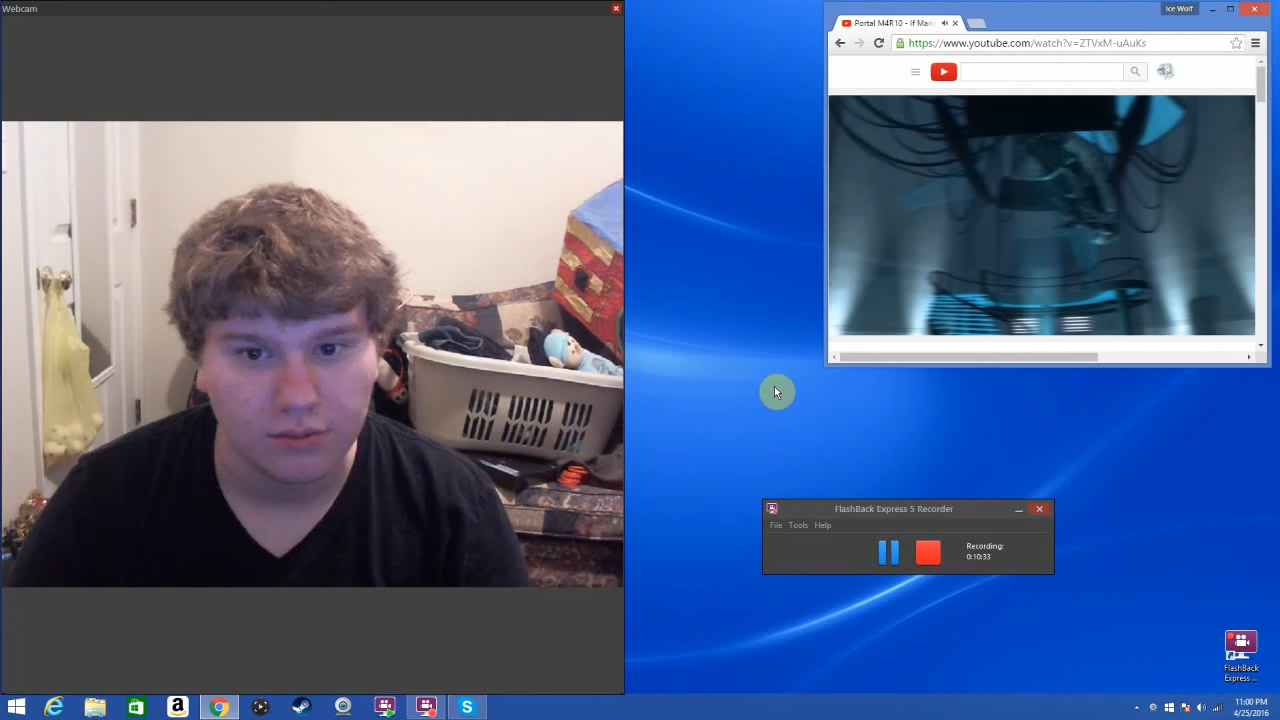 Webcam
Ice Wolf
Portal M4R10 - If Mari
https://www.youtube.com/watch?v=ZTVxM-uAuKs
FlashBack Express 5 Recorder
File Tools Help
Recording:
0:10:33
FlashBack
Express ...
11:00 PM
4/25/2016